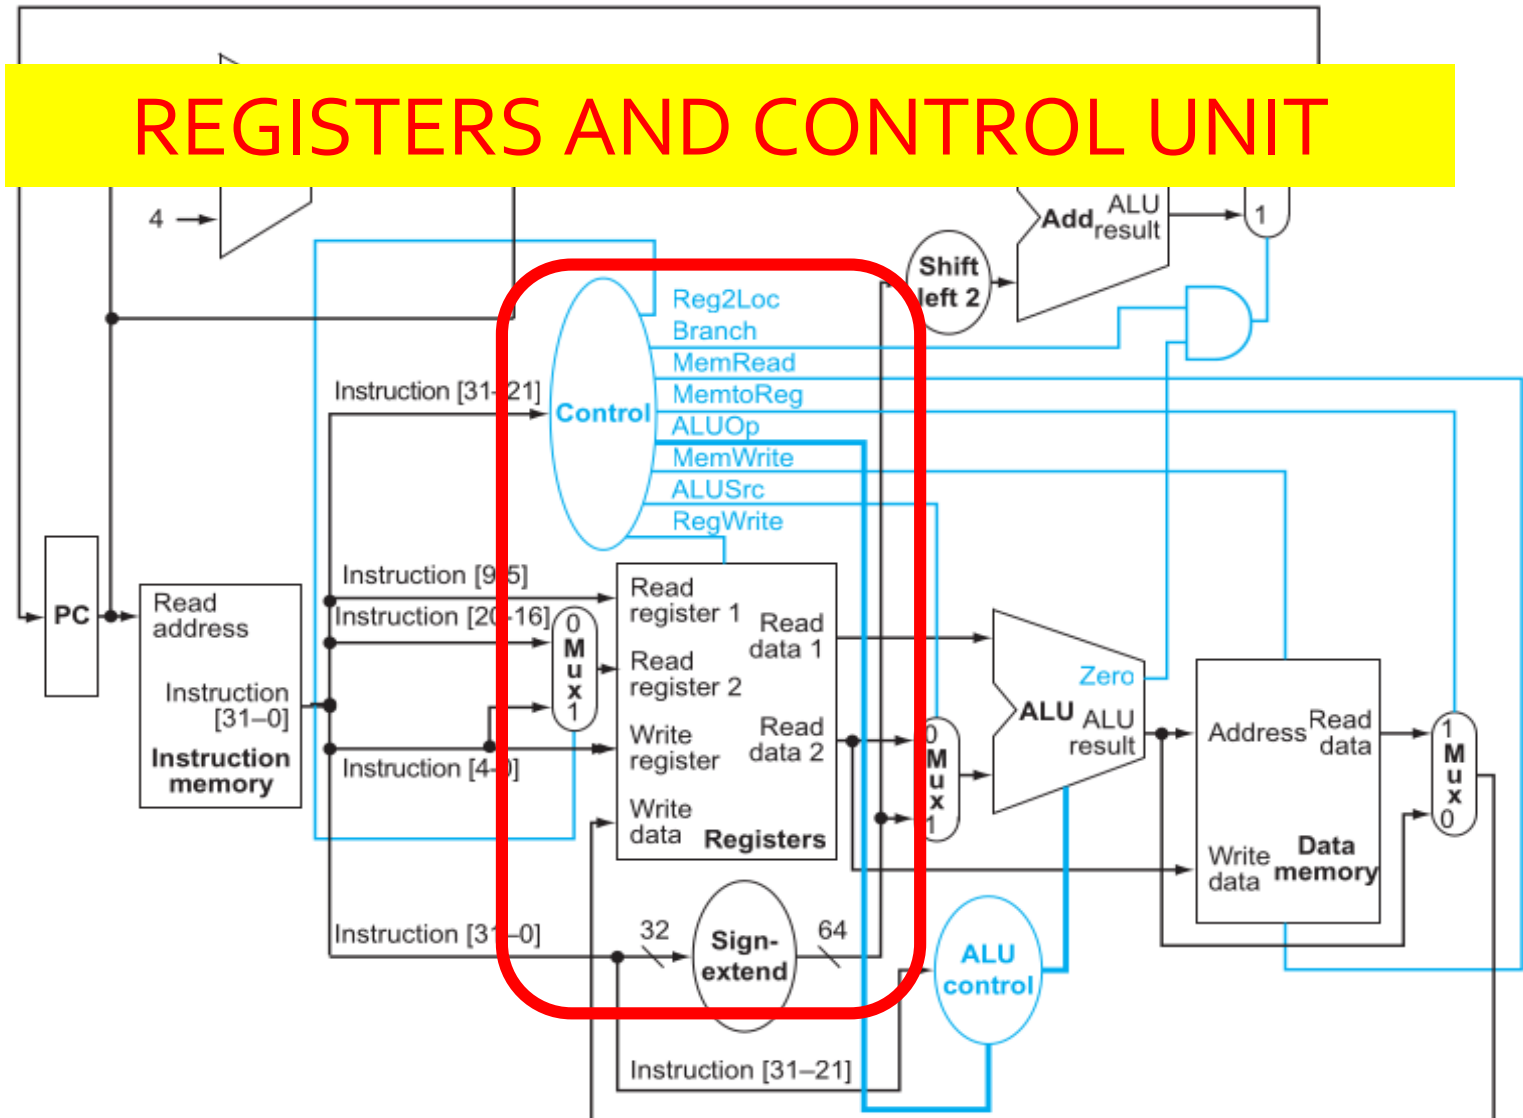 REGISTERS AND CONTROL UNIT
4
Add
ALU
result
1
Shift
left 2
Reg2Loc
Branch
MemRead
MemtoReg
ALUOp
MemWrite
ALUSrc
RegWrite
Instruction [31–21]
Control
PC
Read
address
Instruction
[31–0]
Instruction
memory
Instruction [9-5]
Instruction [20-16]
Instruction [4-0]
0
M
u
x
1
Read
register 1
Read
register 2
Write
register
Write
data
Read
data 1
Read
data 2
Registers
0
M
u
x
1
Zero
ALU
ALU
result
Address
Read
data
Write
data
Data
memory
1
M
u
x
0
Instruction [31–0]
32
Sign-
extend
64
ALU
control
Instruction [31–21]